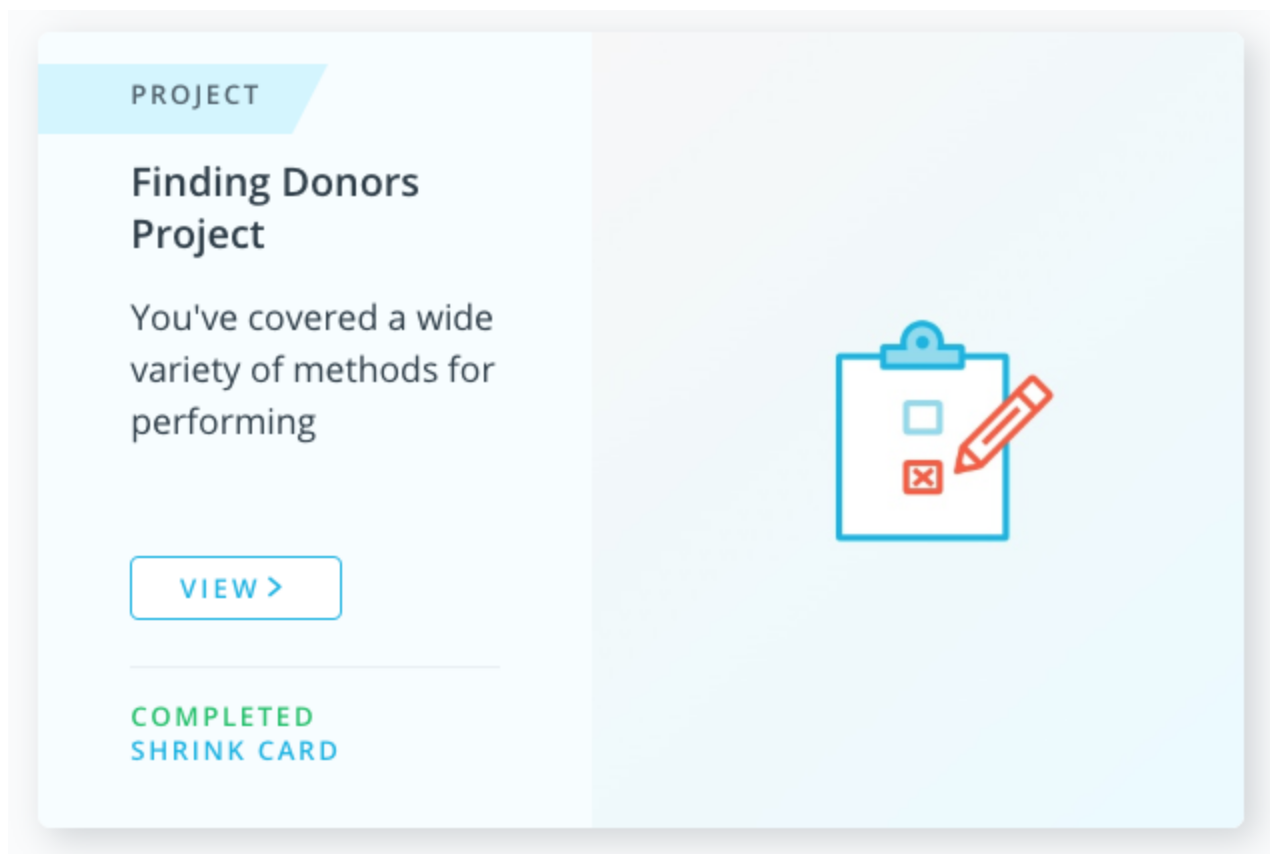 PROJECT
Finding Donors
Project
You've covered a wide
variety of methods for
performing
VIEW >
COMPLETED
SHRINK CARD